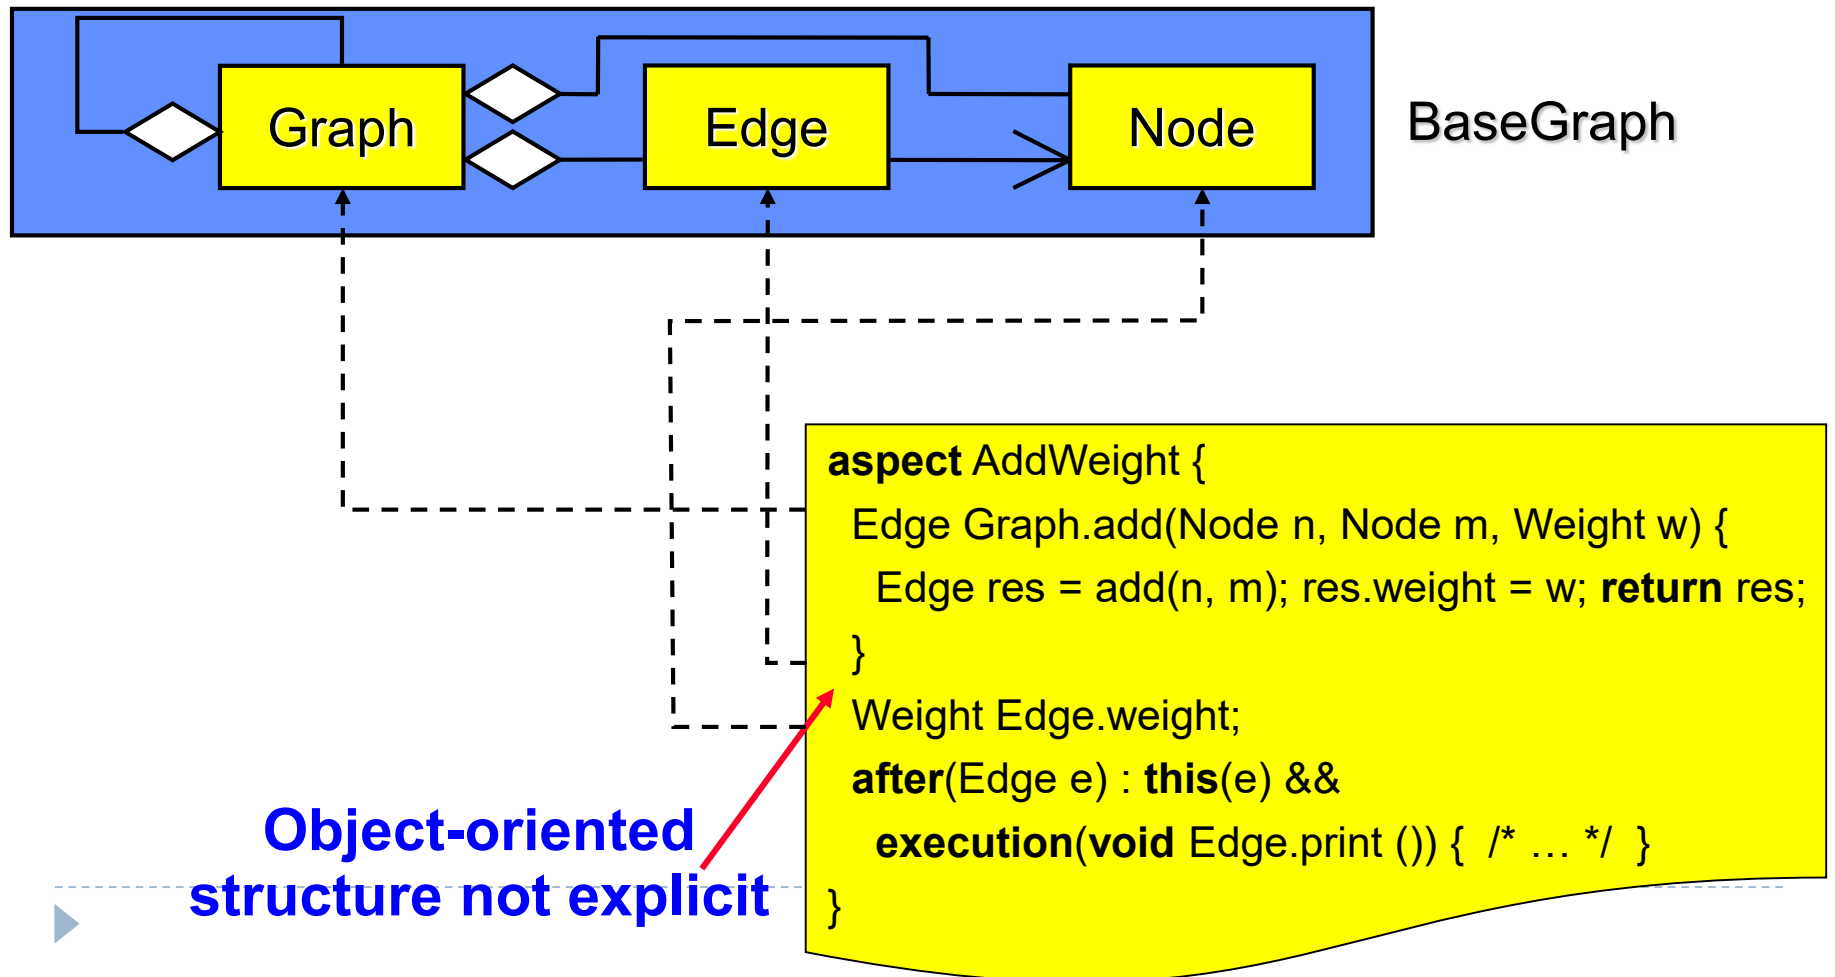 Graph
Edge
Node
BaseGraph
aspect AddWeight {
Edge Graph.add(Node n, Node m, Weight w) {
Edge res = add(n, m); res.weight = w; return res;
}
Weight Edge.weight;
after(Edge e) : this(e) &&
execution(void Edge.print ()) { /* … */ }
}
Object-oriented
structure not explicit